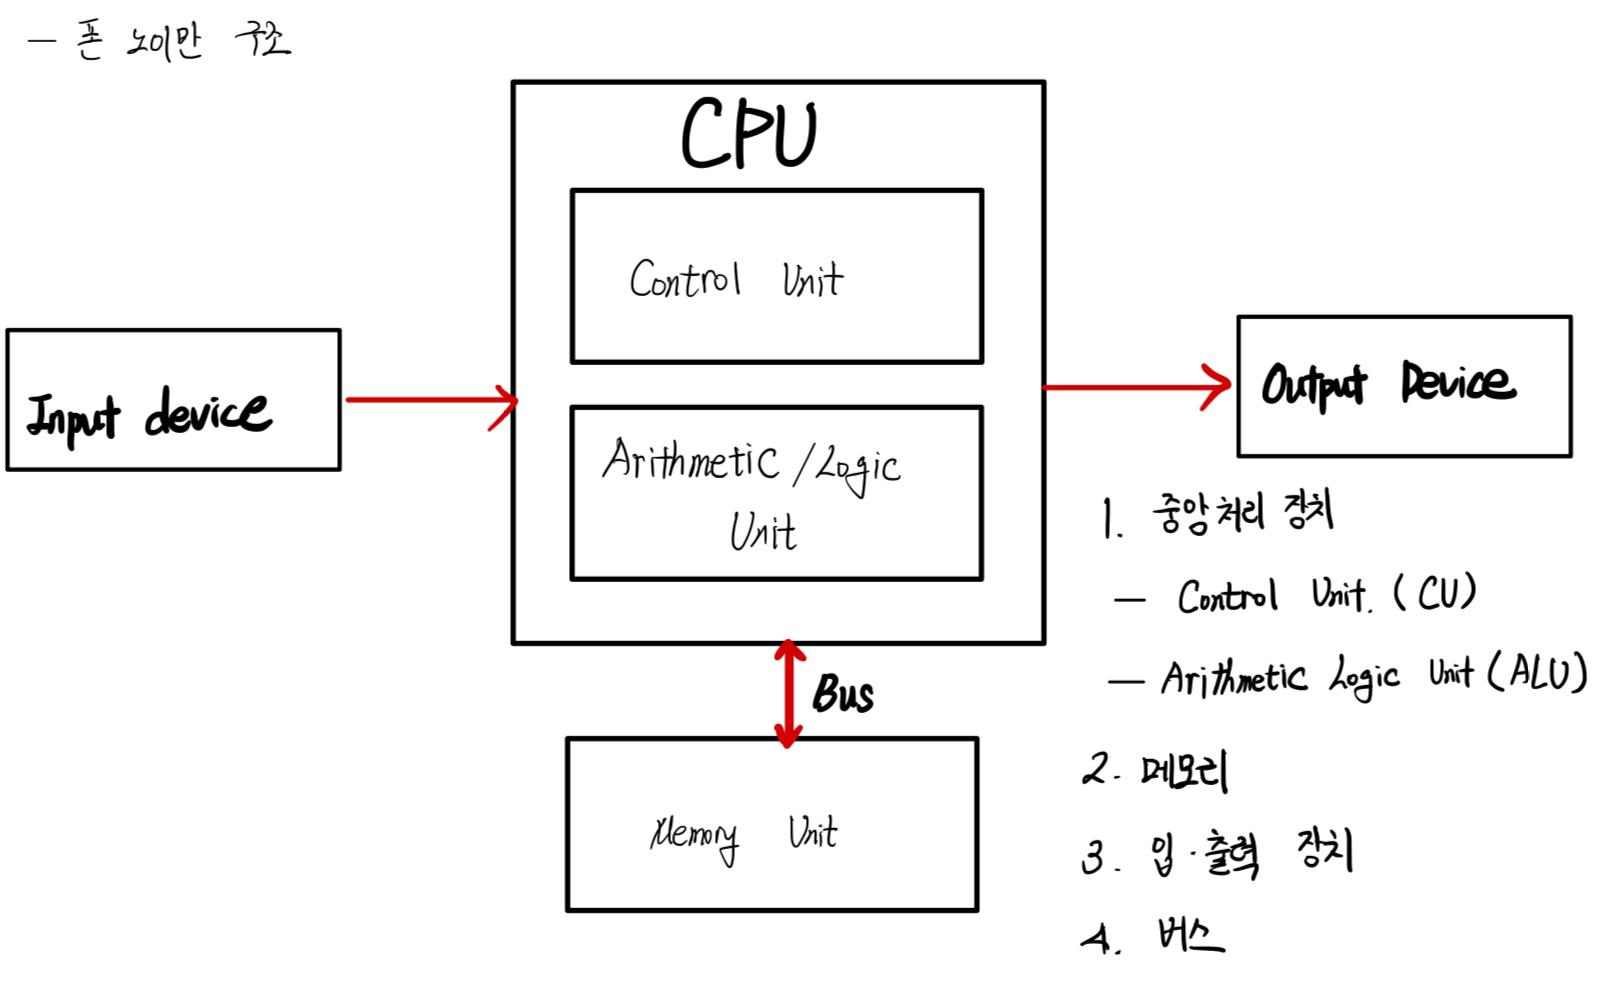 – 폰 노이만 구조
CPU
Control Unit
Input device
Output Device
Arithmetic / Logic
Unit
Bus
Memory Unit
1. 중앙처리 장치
– Control Unit. (CU)
– Arithmetic Logic Unit (ALU)
2. 메모리
3. 입·출력 장치
4. 버스